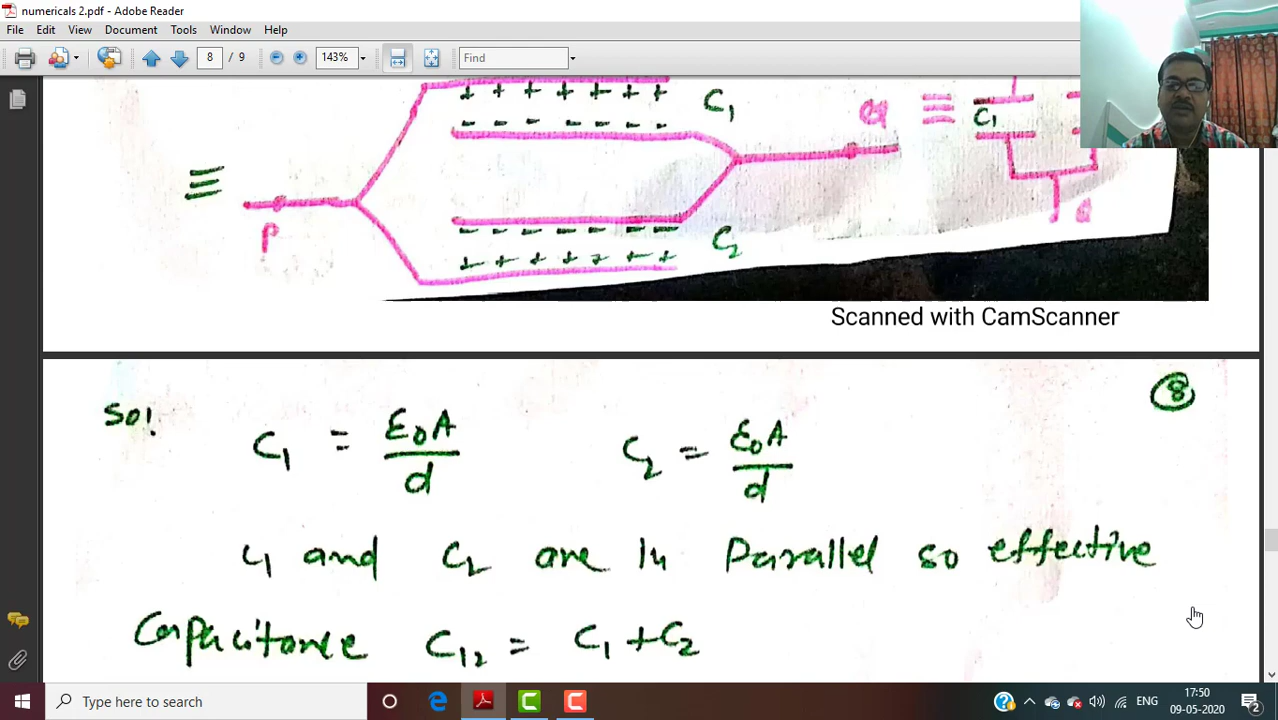 numericals 2.pdf - Adobe Reader
File Edit View Document Tools Window Help
8 / 9 143% Find
+ + + + + + +
C1
- - - - - - -
Q ≡
C1
≡
P
- - - - - - -
C2
+ + + + + + +
Q
Scanned with CamScanner
8
So!
C1 = ε0A/d C2 = ε0A/d
C1 and C2 are in Parallel so effective
Capacitance C12 = C1 + C2
Type here to search
ENG
17:50
09-05-2020
2